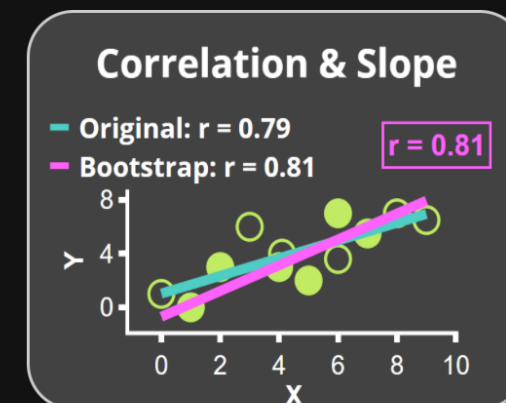 Correlation & Slope
Original: r = 0.79
Bootstrap: r = 0.81
r = 0.81
8
4
0
Y
0 2 4 6 8 10
X